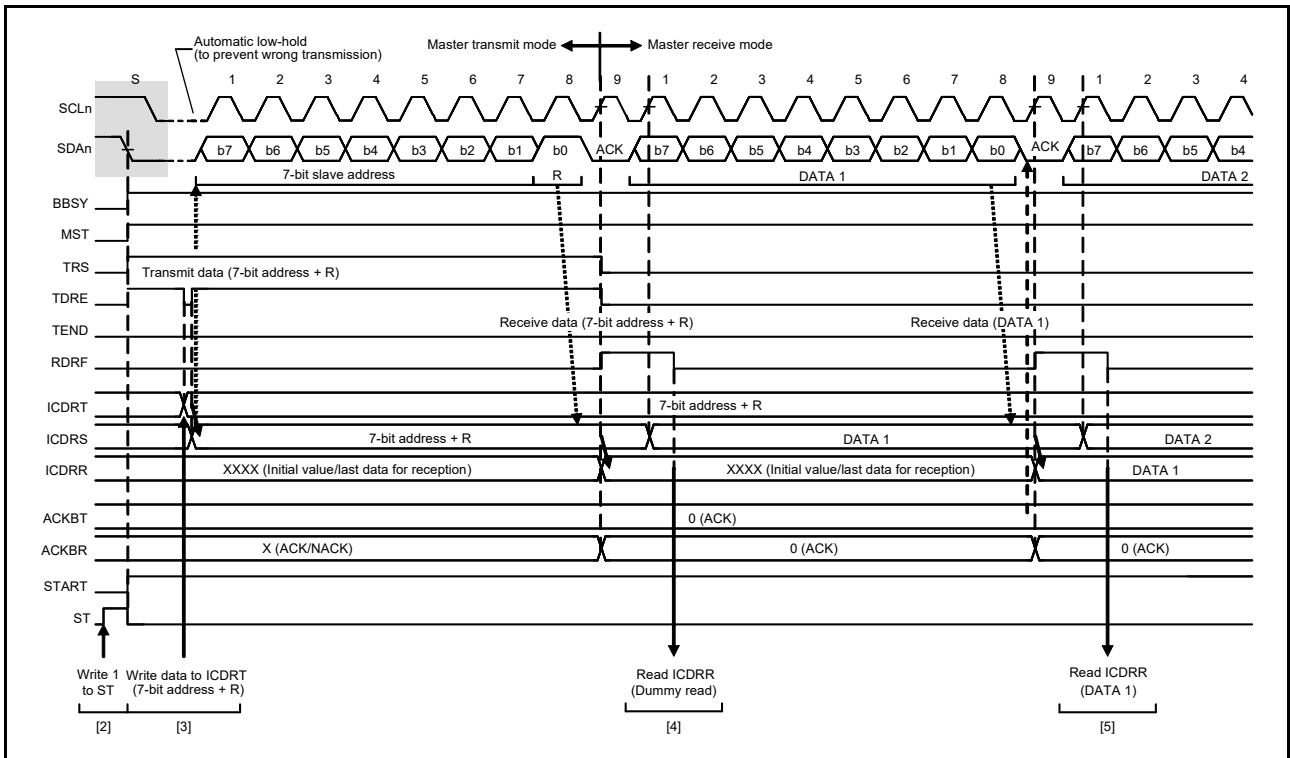 Automatic low-hold
(to prevent wrong transmission)
Master transmit mode
Master receive mode
S 1 2 3 4 5 6 7 8 9 1 2 3 4 5 6 7 8 9 1 2 3 4
SCLn
SDAn b7 b6 b5 b4 b3 b2 b1 b0 ACK b7 b6 b5 b4 b3 b2 b1 b0 ACK b7 b6 b5 b4
7-bit slave address R DATA 1 DATA 2
BBSY
MST
TRS
Transmit data (7-bit address + R)
TDRE
TEND Receive data (7-bit address + R) Receive data (DATA 1)
RDRF
ICDRT 7-bit address + R
ICDRS 7-bit address + R DATA 1 DATA 2
ICDRR XXXX (Initial value/last data for reception) XXXX (Initial value/last data for reception) DATA 1
ACKBT 0 (ACK)
ACKBR X (ACK/NACK) 0 (ACK) 0 (ACK)
START
ST
Write 1
to ST
Write data to ICDRT
(7-bit address + R)
Read ICDRR
(Dummy read)
Read ICDRR
(DATA 1)
[2] [3] [4] [5]